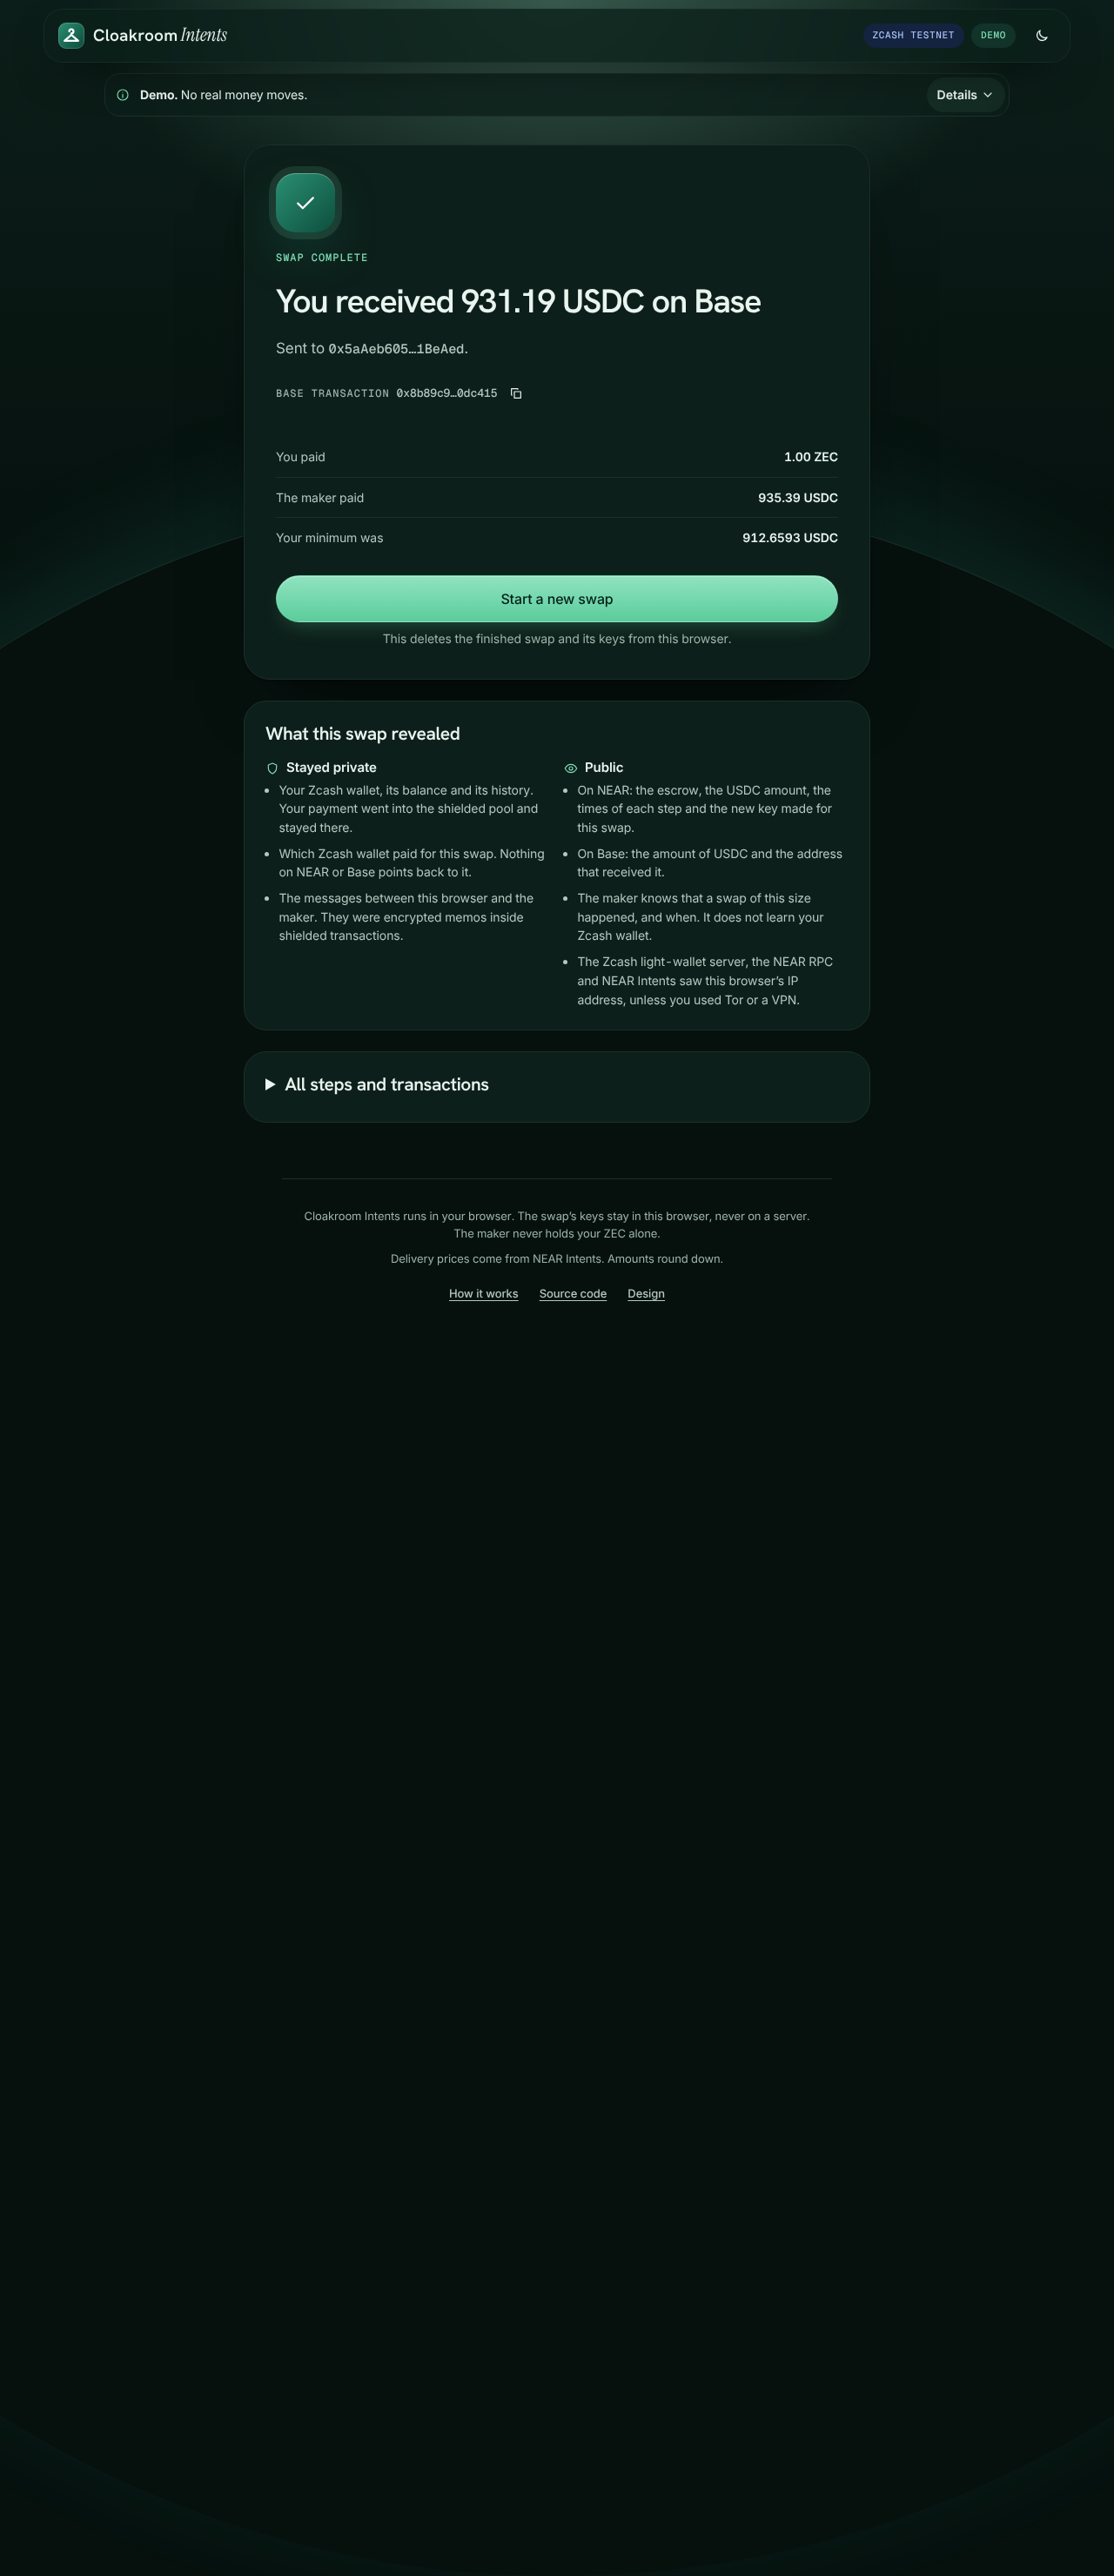 Cloakroom Intents
ZCASH TESTNET
DEMO
Demo. No real money moves.
Details
SWAP COMPLETE
You received 931.19 USDC on Base
Sent to 0x5aAeb605…1BeAed.
BASE TRANSACTION 0x8b89c9…0dc415
You paid 1.00 ZEC
The maker paid 935.39 USDC
Your minimum was 912.6593 USDC
Start a new swap
This deletes the finished swap and its keys from this browser.
What this swap revealed
Stayed private
Your Zcash wallet, its balance and its history.
Your payment went into the shielded pool and
stayed there.
Which Zcash wallet paid for this swap. Nothing
on NEAR or Base points back to it.
The messages between this browser and the
maker. They were encrypted memos inside
shielded transactions.
Public
On NEAR: the escrow, the USDC amount, the
times of each step and the new key made for
this swap.
On Base: the amount of USDC and the address
that received it.
The maker knows that a swap of this size
happened, and when. It does not learn your
Zcash wallet.
The Zcash light-wallet server, the NEAR RPC
and NEAR Intents saw this browser’s IP
address, unless you used Tor or a VPN.
All steps and transactions
Cloakroom Intents runs in your browser. The swap’s keys stay in this browser, never on a server.
The maker never holds your ZEC alone.
Delivery prices come from NEAR Intents. Amounts round down.
How it works Source code Design